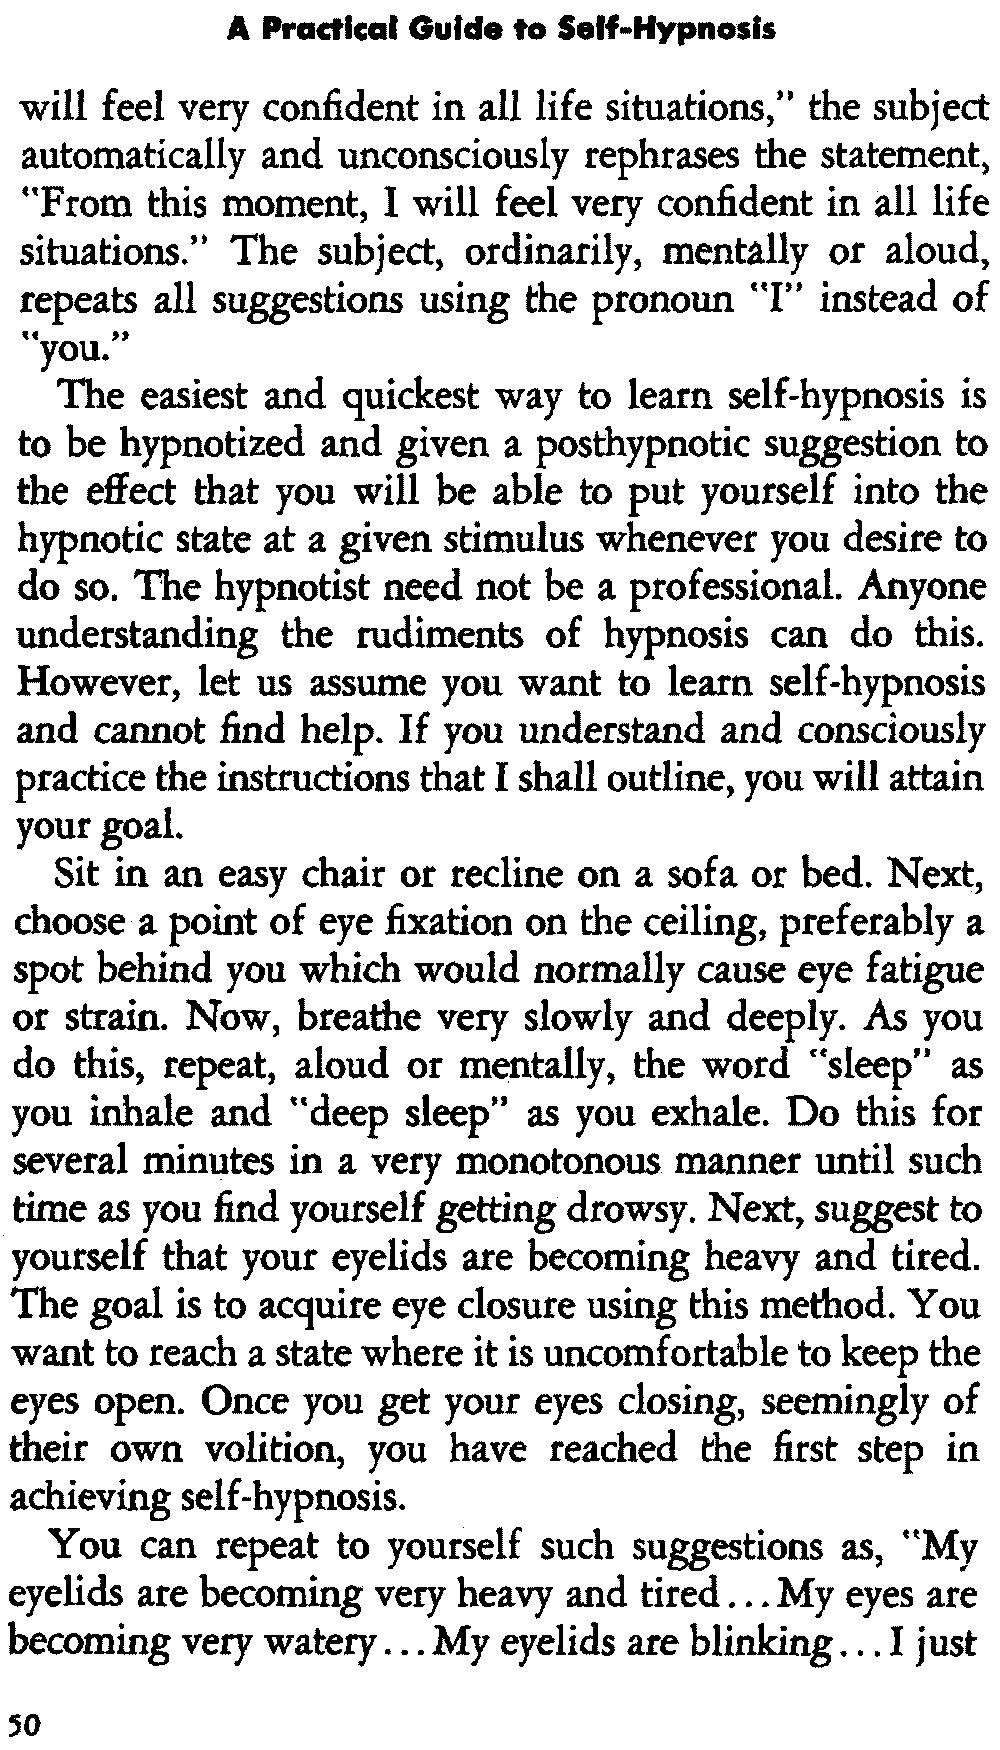 A Practical Guide to Self-Hypnosis
will feel very confident in all life situations,” the subject
automatically and unconsciously rephrases the statement,
“From this moment, I will feel very confident in all life
situations.” The subject, ordinarily, mentally or aloud,
repeats all suggestions using the pronoun “I” instead of
“you.”
The easiest and quickest way to learn self-hypnosis is
to be hypnotized and given a posthypnotic suggestion to
the effect that you will be able to put yourself into the
hypnotic state at a given stimulus whenever you desire to
do so. The hypnotist need not be a professional. Anyone
understanding the rudiments of hypnosis can do this.
However, let us assume you want to learn self-hypnosis
and cannot find help. If you understand and consciously
practice the instructions that I shall outline, you will attain
your goal.
Sit in an easy chair or recline on a sofa or bed. Next,
choose a point of eye fixation on the ceiling, preferably a
spot behind you which would normally cause eye fatigue
or strain. Now, breathe very slowly and deeply. As you
do this, repeat, aloud or mentally, the word “sleep” as
you inhale and “deep sleep” as you exhale. Do this for
several minutes in a very monotonous manner until such
time as you find yourself getting drowsy. Next, suggest to
yourself that your eyelids are becoming heavy and tired.
The goal is to acquire eye closure using this method. You
want to reach a state where it is uncomfortable to keep the
eyes open. Once you get your eyes closing, seemingly of
their own volition, you have reached the first step in
achieving self-hypnosis.
You can repeat to yourself such suggestions as, “My
eyelids are becoming very heavy and tired...My eyes are
becoming very watery...My eyelids are blinking...I just
50